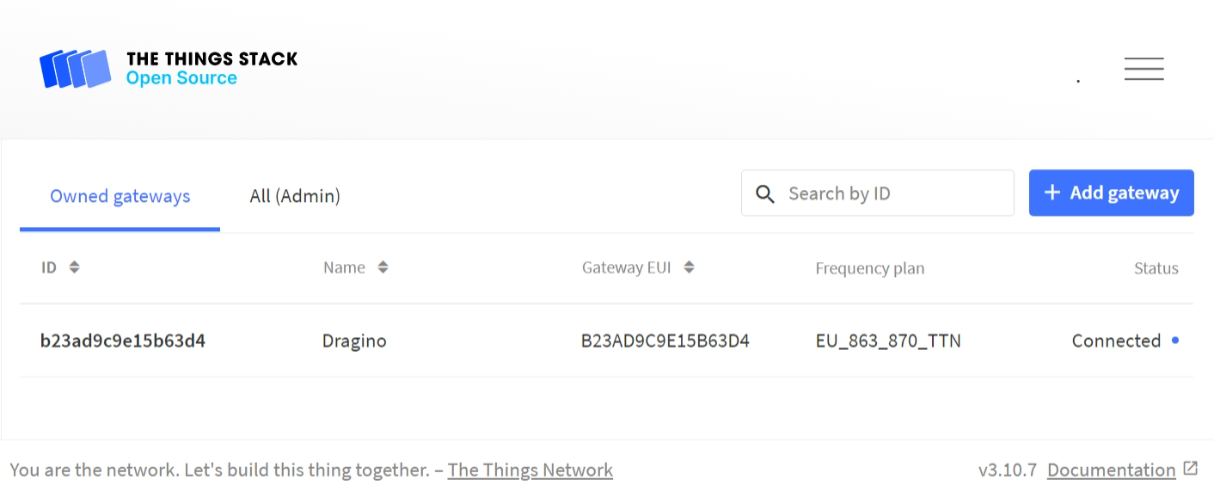 THE THINGS STACK
Open Source
Owned gateways All (Admin) Search by ID + Add gateway
ID Name Gateway EUI Frequency plan Status
b23ad9c9e15b63d4 Dragino B23AD9C9E15B63D4 EU_863_870_TTN Connected
You are the network. Let's build this thing together. – The Things Network v3.10.7 Documentation